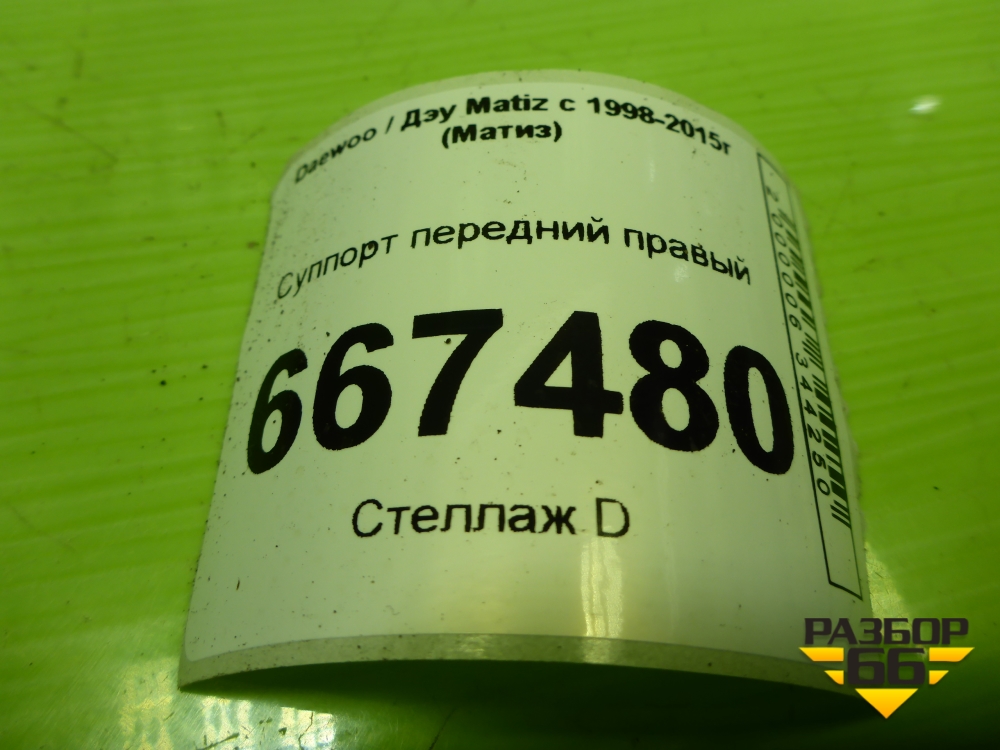 Daewoo / Дэу Matiz с 1998-2015г
(Матиз)
Суппорт передний правый
667480
Стеллаж D
2000006344250
РАЗБОР
66